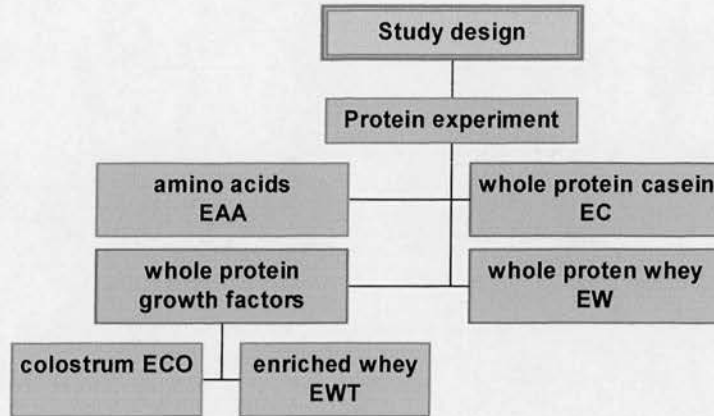 Study design
Protein experiment
amino acids
EAA
whole protein casein
EC
whole protein
growth factors
whole proten whey
EW
colostrum ECO
enriched whey
EWT